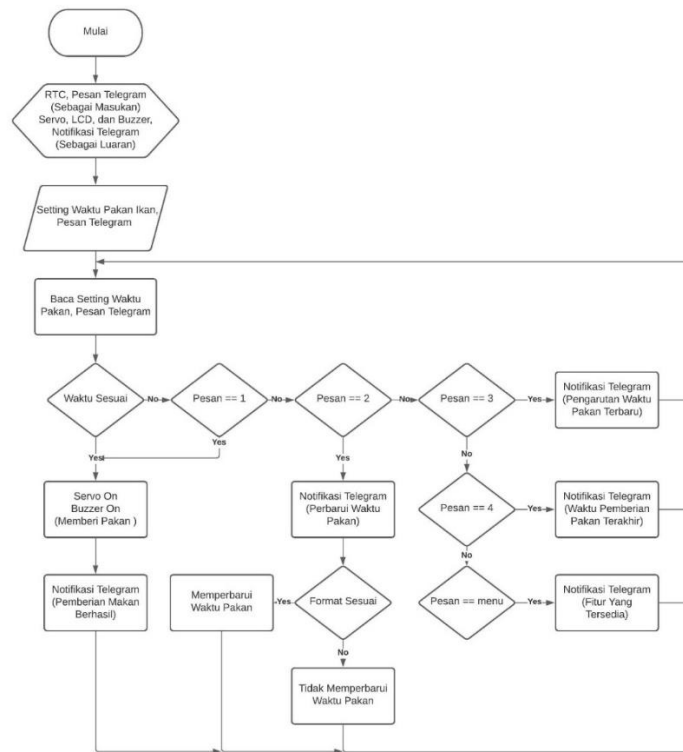 Mulai
RTC, Pesan Telegram
(Sebagai Masukan)
Servo, LCD, dan Buzzer,
Notifikasi Telegram
(Sebagai Luaran)
Setting Waktu Pakan Ikan,
Pesan Telegram
Baca Setting Waktu
Pakan, Pesan Telegram
Waktu Sesuai
No
Pesan == 1
No
Pesan == 2
No
Pesan == 3
Yes
Notifikasi Telegram
(Pengarutan Waktu
Pakan Terbaru)
Yes
Yes
Yes
No
Servo On
Buzzer On
(Memberi Pakan )
Notifikasi Telegram
(Perbarui Waktu
Pakan)
Pesan == 4
Yes
Notifikasi Telegram
(Waktu Pemberian
Pakan Terakhir)
No
Notifikasi Telegram
(Pemberian Makan
Berhasil)
Memperbarui
Waktu Pakan
Yes
Format Sesuai
Pesan == menu
Yes
Notifikasi Telegram
(Fitur Yang
Tersedia)
No
Tidak Memperbarui
Waktu Pakan